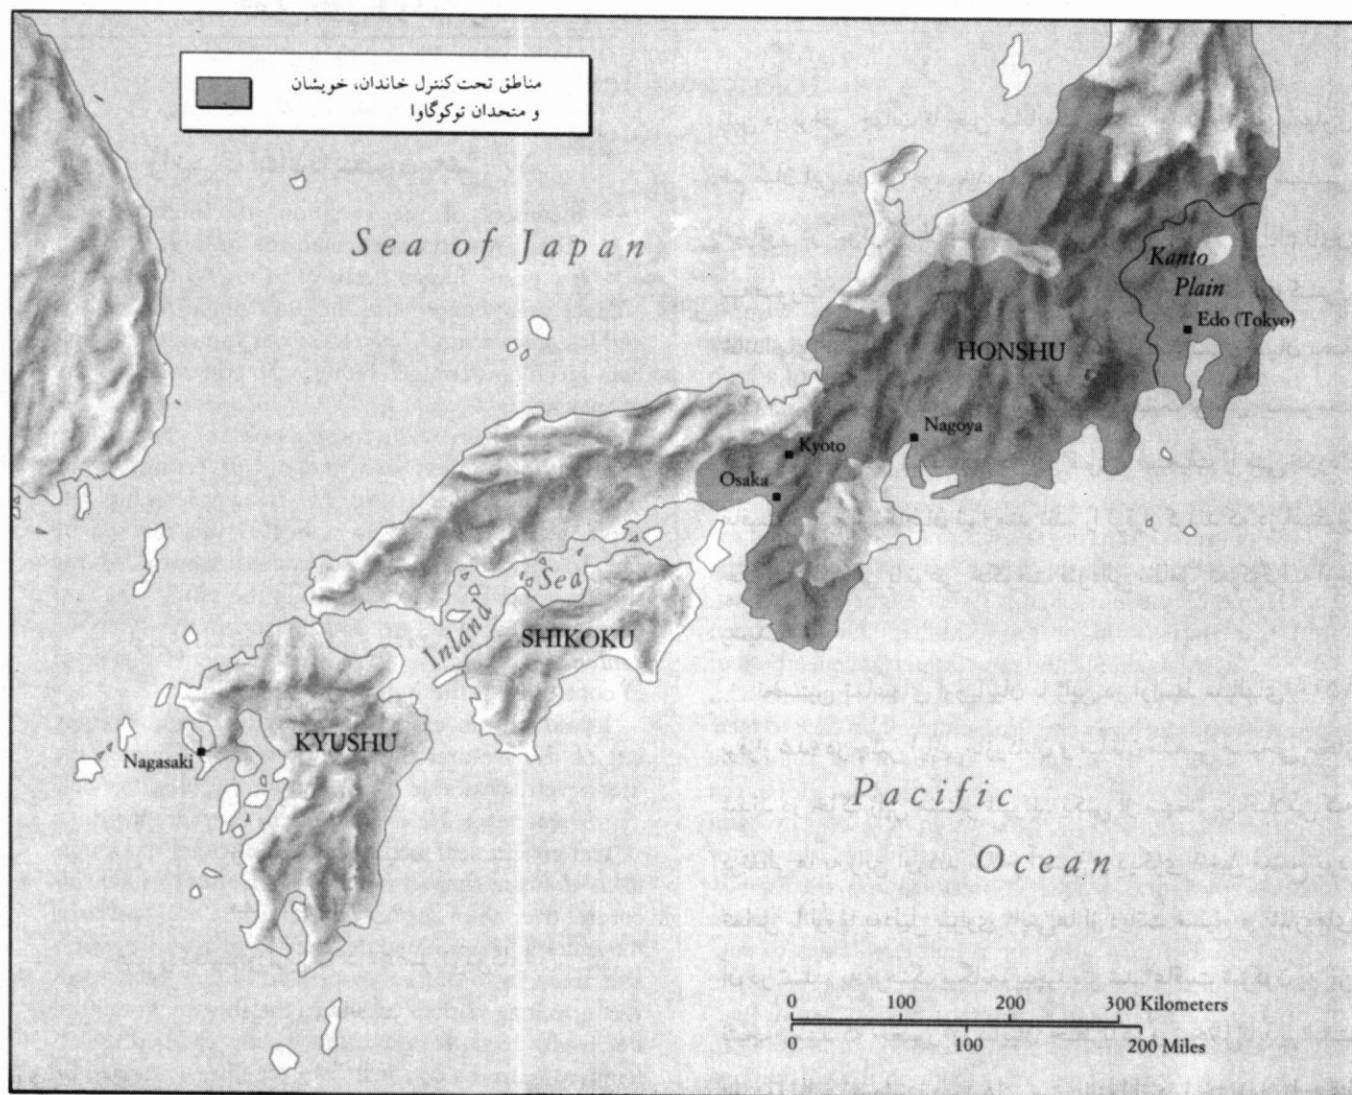 مناطق تحت کنترل خاندان، خویشان
و متحدان توکوگاوا
Sea of Japan
Kanto
Plain
Edo (Tokyo)
HONSHU
Nagoya
Kyoto
Osaka
Inland Sea
SHIKOKU
KYUSHU
Nagasaki
Pacific
Ocean
0 100 200 300 Kilometers
0 100 200 Miles